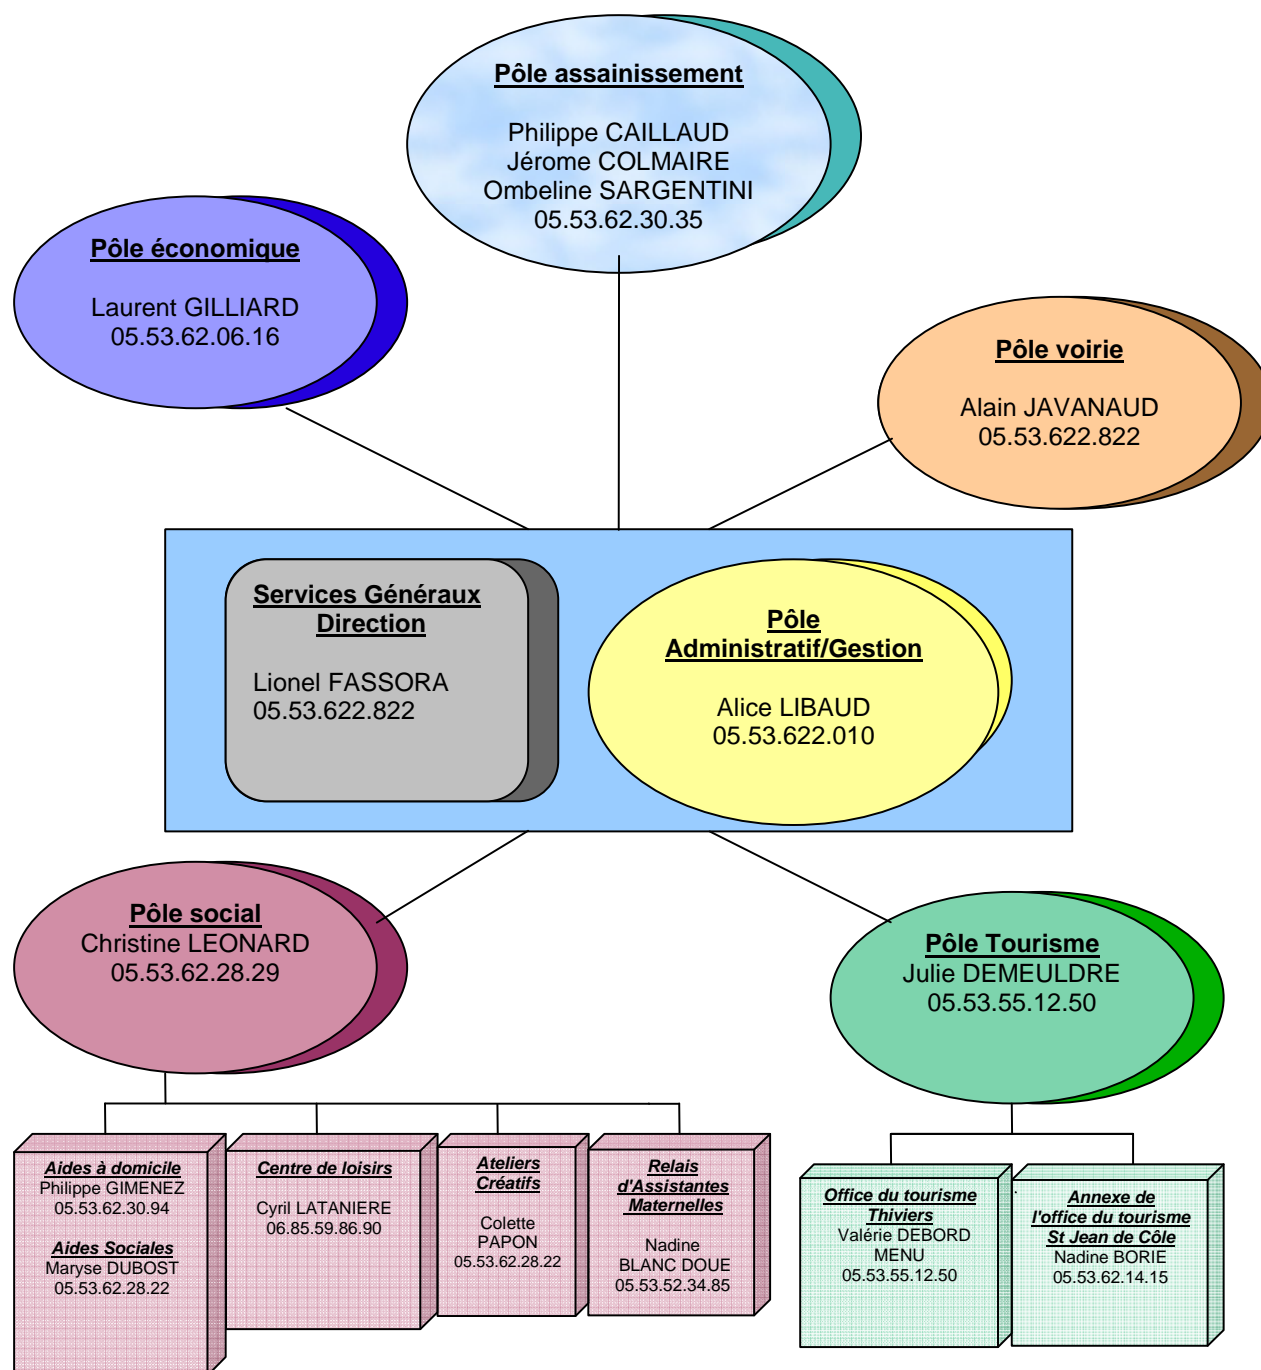 Pôle assainissement
Philippe CAILLAUD
Jérome COLMAIRE
Ombeline SARGENTINI
05.53.62.30.35
Pôle économique
Laurent GILLIARD
05.53.62.06.16
Pôle voirie
Alain JAVANAUD
05.53.622.822
Services Généraux
Direction
Lionel FASSORA
05.53.622.822
Pôle
Administratif/Gestion
Alice LIBAUD
05.53.622.010
Pôle social
Christine LEONARD
05.53.62.28.29
Pôle Tourisme
Julie DEMEULDRE
05.53.55.12.50
Aides à domicile
Philippe GIMENEZ
05.53.62.30.94
Aides Sociales
Maryse DUBOST
05.53.62.28.22
Centre de loisirs
Cyril LATANIERE
06.85.59.86.90
Ateliers
Créatifs
Colette
PAPON
05.53.62.28.22
Relais
d'Assistantes
Maternelles
Nadine
BLANC DOUE
05.53.52.34.85
Office du tourisme
Thiviers
Valérie DEBORD
MENU
05.53.55.12.50
Annexe de
l'office du tourisme
St Jean de Côle
Nadine BORIE
05.53.62.14.15